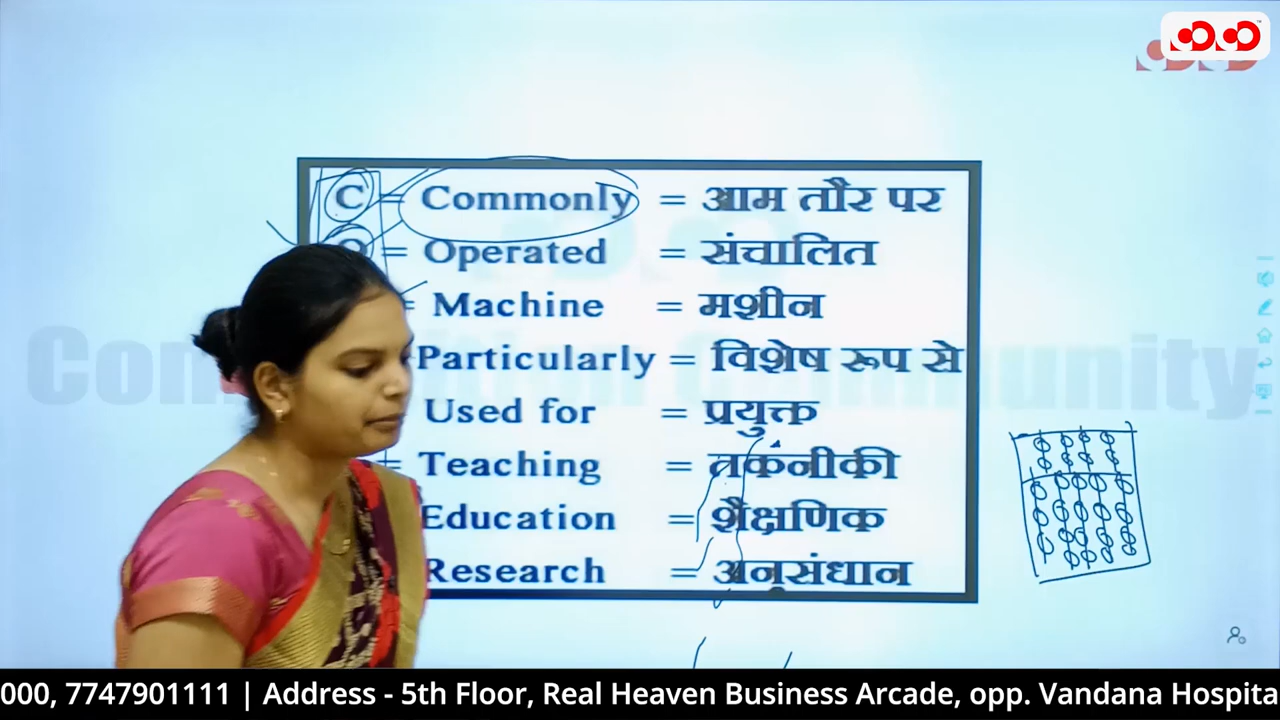 C = Commonly = आम तौर पर
O = Operated = संचालित
= Machine = मशीन
Particularly = विशेष रूप से
Used for = प्रयुक्त
= Teaching = तकनीकी
Education = शैक्षणिक
Research = अनुसंधान
000, 7747901111 | Address - 5th Floor, Real Heaven Business Arcade, opp. Vandana Hospita